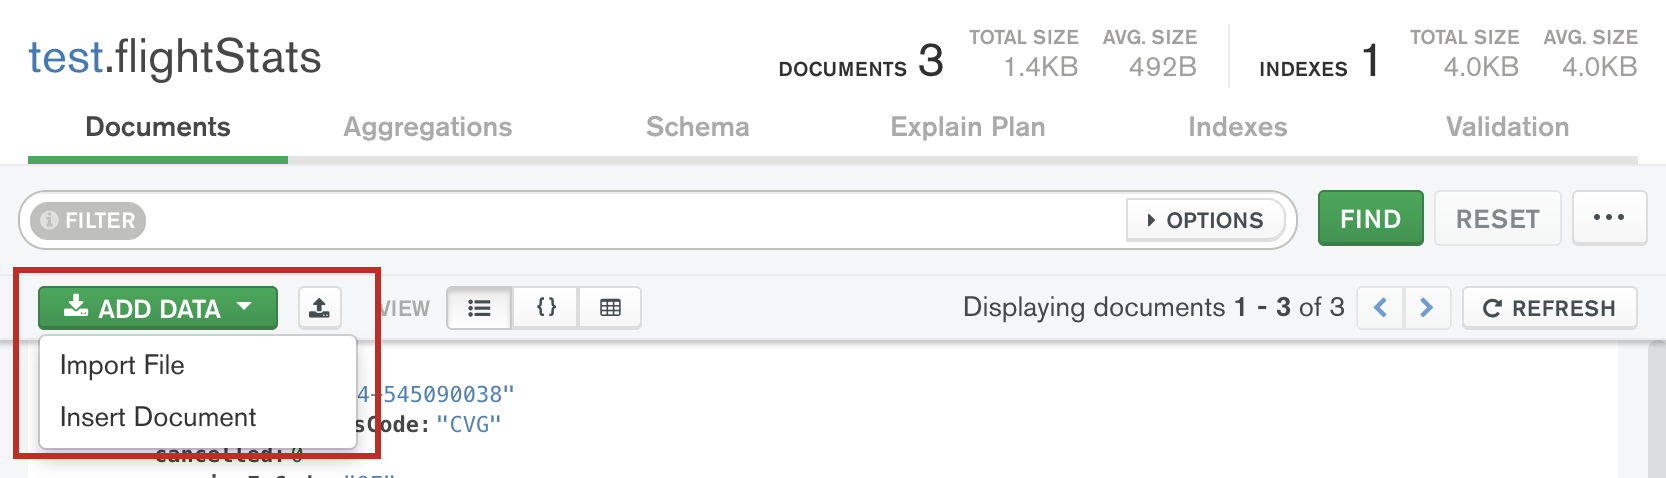 test.flightStats
DOCUMENTS 3
TOTAL SIZE AVG. SIZE
1.4KB 492B
INDEXES 1
TOTAL SIZE AVG. SIZE
4.0KB 4.0KB
Documents Aggregations Schema Explain Plan Indexes Validation
FILTER OPTIONS FIND RESET ...
ADD DATA VIEW {} Displaying documents 1 - 3 of 3 REFRESH
Import File
Insert Document
4-545090038"
sCode: "CVG"
cancelled: 0